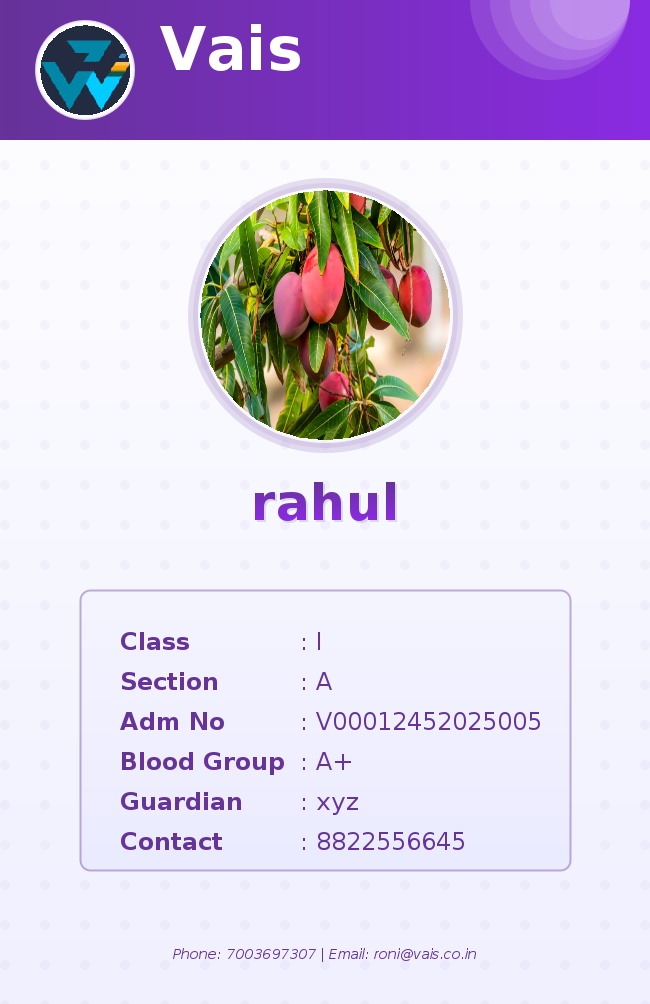 Vais
rahul
Class : I
Section : A
Adm No : V00012452025005
Blood Group : A+
Guardian : xyz
Contact : 8822556645
Phone: 7003697307 | Email: roni@vais.co.in